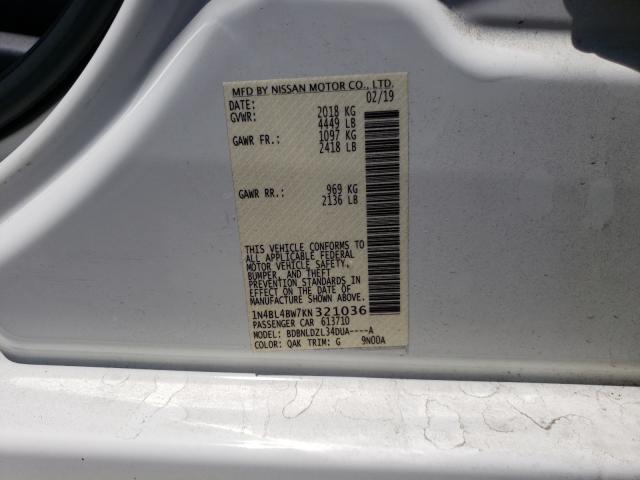 MFD BY NISSAN MOTOR CO., LTD.
DATE: 02/19
GVWR: 2018 KG
4449 LB
GAWR FR.: 1097 KG
2418 LB
GAWR RR.: 969 KG
2136 LB
THIS VEHICLE CONFORMS TO
ALL APPLICABLE FEDERAL
MOTOR VEHICLE SAFETY,
BUMPER, AND THEFT
PREVENTION STANDARDS
IN EFFECT ON THE DATE OF
MANUFACTURE SHOWN ABOVE.
1N4BL4BW7KN321036
PASSENGER CAR 613710
MODEL: BDBNLDZL34DUA----A
COLOR: QAK TRIM: G 9N00A